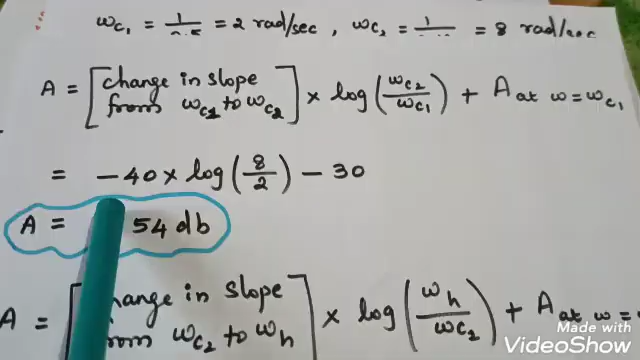 ωc1 = 1/0.5 = 2 rad/sec , ωc2 = 1 = 8 rad/sec
A = [change in slope from ωc1 to ωc2] × log(ωc2/ωc1) + A at ω=ωc1
= -40 × log(8/2) - 30
A = 54 db
A = [change in slope from ωc2 to ωh] × log(ωh/ωc2) + A at ω =
Made with
VideoShow